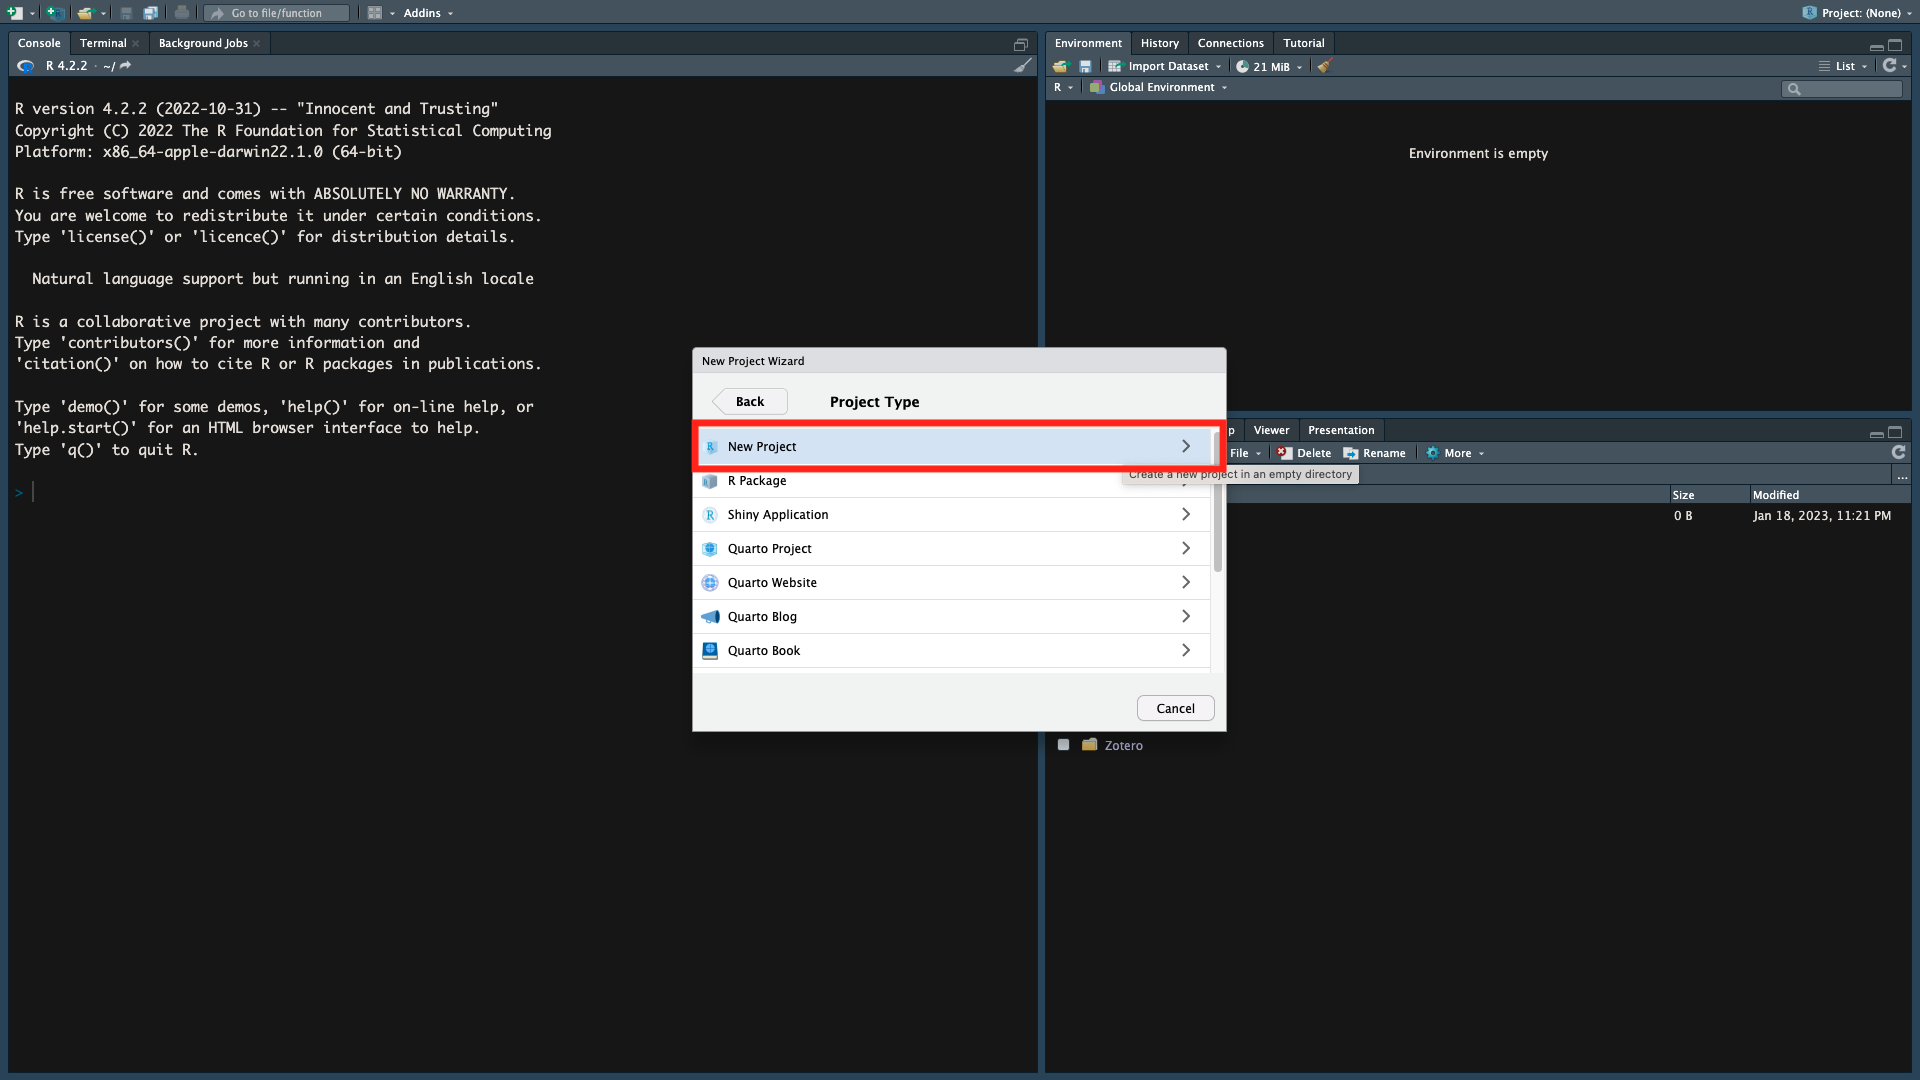 Go to file/function
Addins
Project: (None)
Console
Terminal
Background Jobs
R 4.2.2 · ~/
R version 4.2.2 (2022-10-31) -- "Innocent and Trusting"
Copyright (C) 2022 The R Foundation for Statistical Computing
Platform: x86_64-apple-darwin22.1.0 (64-bit)
R is free software and comes with ABSOLUTELY NO WARRANTY.
You are welcome to redistribute it under certain conditions.
Type 'license()' or 'licence()' for distribution details.
Natural language support but running in an English locale
R is a collaborative project with many contributors.
Type 'contributors()' for more information and
'citation()' on how to cite R or R packages in publications.
Type 'demo()' for some demos, 'help()' for on-line help, or
'help.start()' for an HTML browser interface to help.
Type 'q()' to quit R.
>
Environment
History
Connections
Tutorial
Import Dataset
21 MiB
List
R
Global Environment
Environment is empty
New Project Wizard
Back
Project Type
New Project
Create a new project in an empty directory
R Package
Shiny Application
Quarto Project
Quarto Website
Quarto Blog
Quarto Book
Cancel
p
Viewer
Presentation
File
Delete
Rename
More
...
Size
Modified
0 B
Jan 18, 2023, 11:21 PM
Zotero